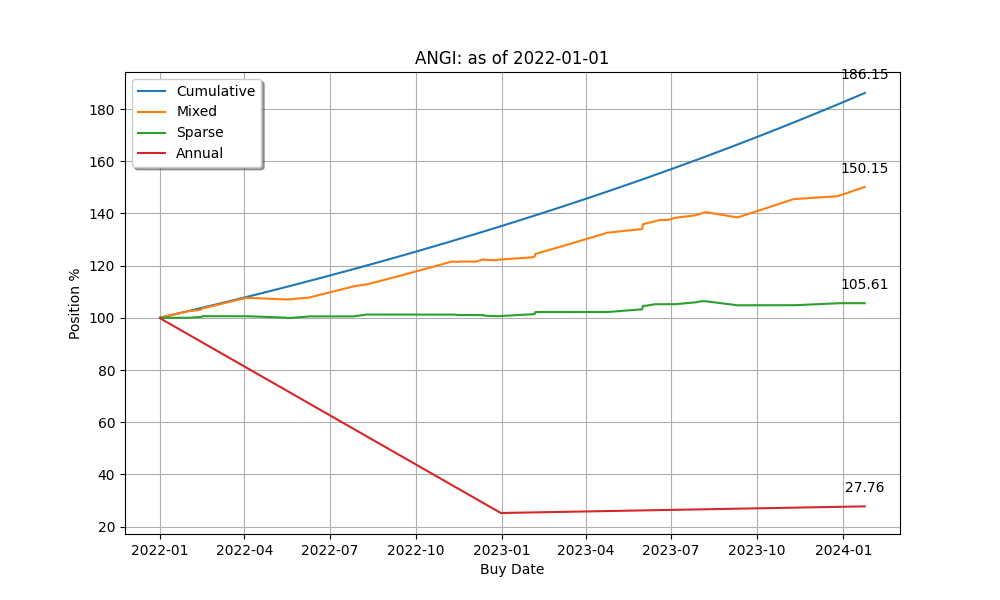 ANGI: as of 2022-01-01
186.15
Cumulative
Mixed
Sparse
Annual
180
160
150.15
140
120
105.61
100
80
60
40
27.76
20
Position %
2022-01 2022-04 2022-07 2022-10 2023-01 2023-04 2023-07 2023-10 2024-01
Buy Date